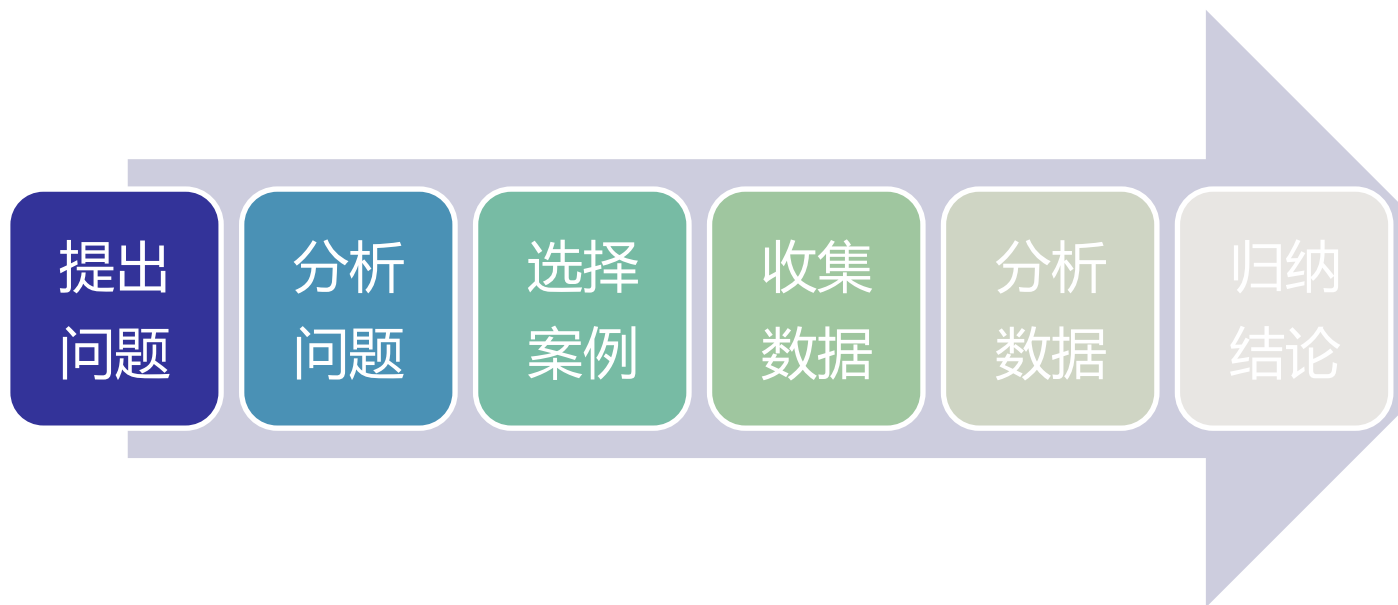 提出
问题
分析
问题
选择
案例
收集
数据
分析
数据
归纳
结论